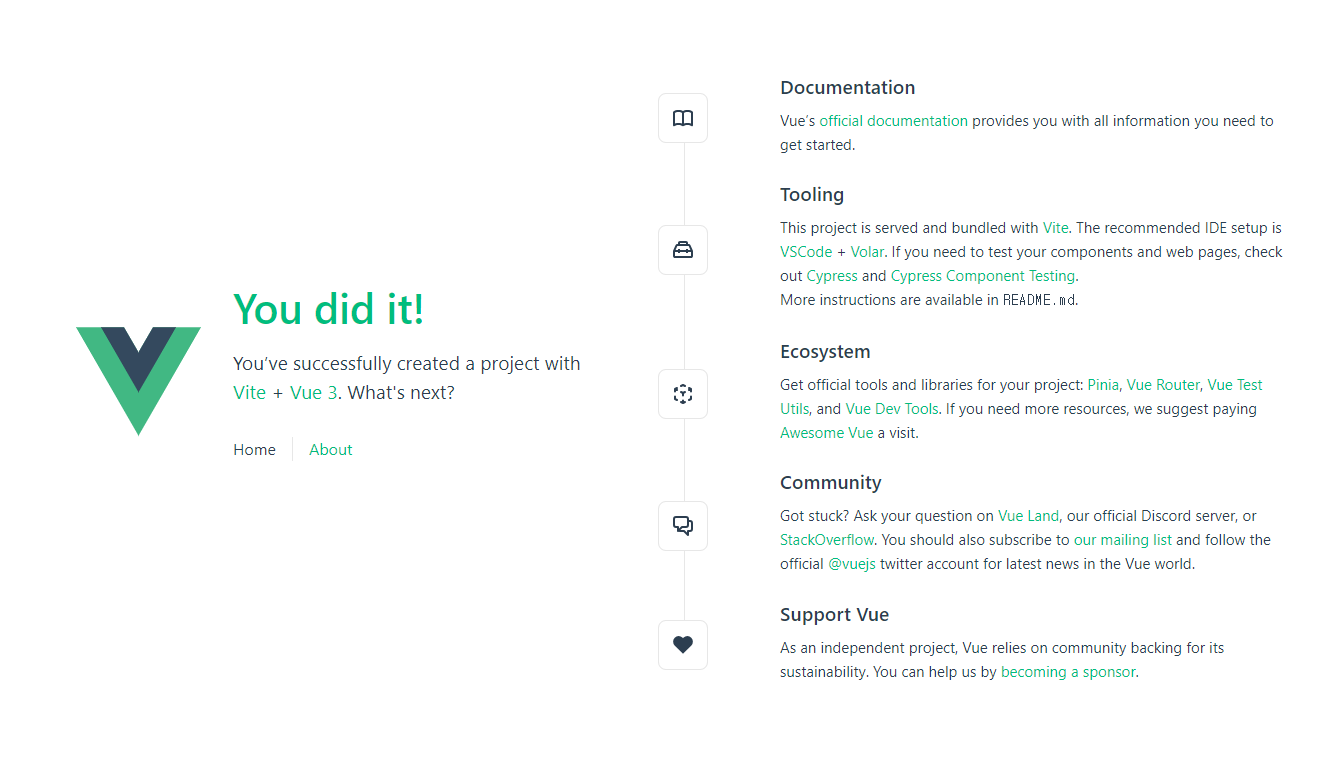 You did it!
You’ve successfully created a project with
Vite + Vue 3. What's next?
Home About
Documentation
Vue’s official documentation provides you with all information you need to
get started.
Tooling
This project is served and bundled with Vite. The recommended IDE setup is
VSCode + Volar. If you need to test your components and web pages, check
out Cypress and Cypress Component Testing.
More instructions are available in README.md.
Ecosystem
Get official tools and libraries for your project: Pinia, Vue Router, Vue Test
Utils, and Vue Dev Tools. If you need more resources, we suggest paying
Awesome Vue a visit.
Community
Got stuck? Ask your question on Vue Land, our official Discord server, or
StackOverflow. You should also subscribe to our mailing list and follow the
official @vuejs twitter account for latest news in the Vue world.
Support Vue
As an independent project, Vue relies on community backing for its
sustainability. You can help us by becoming a sponsor.